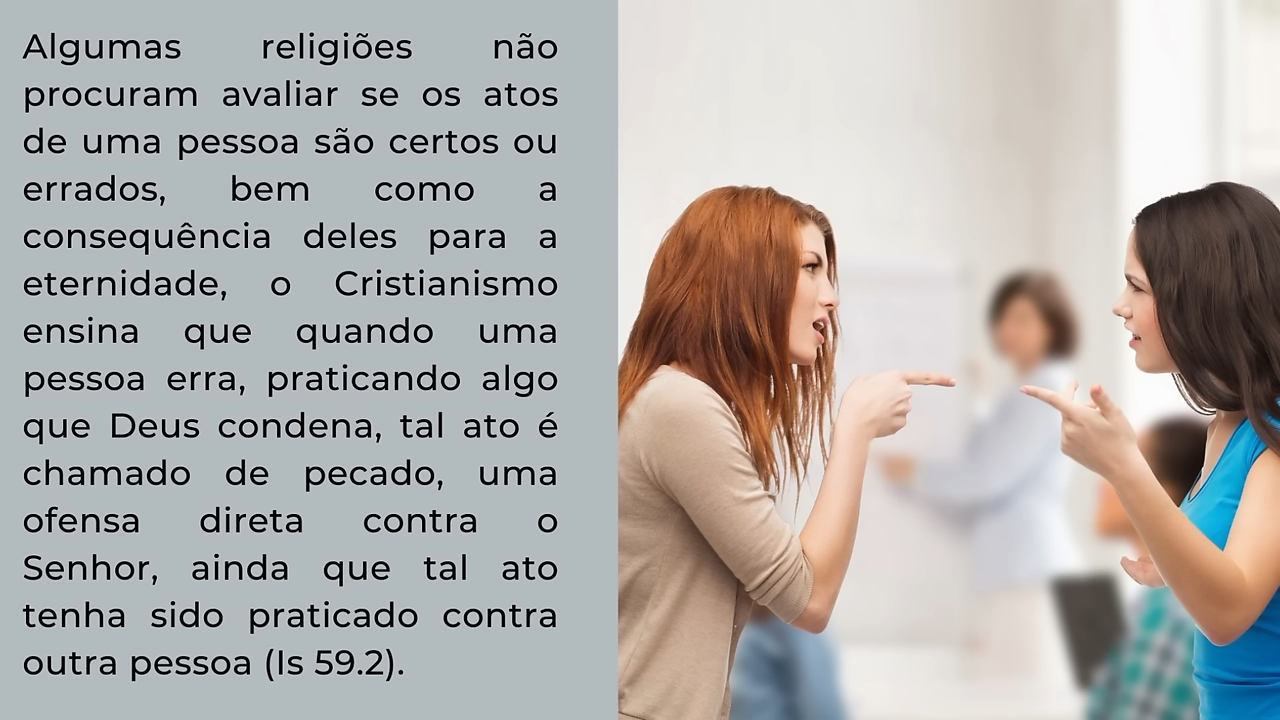 Algumas religiões não
procuram avaliar se os atos
de uma pessoa são certos ou
errados, bem como a
consequência deles para a
eternidade, o Cristianismo
ensina que quando uma
pessoa erra, praticando algo
que Deus condena, tal ato é
chamado de pecado, uma
ofensa direta contra o
Senhor, ainda que tal ato
tenha sido praticado contra
outra pessoa (Is 59.2).